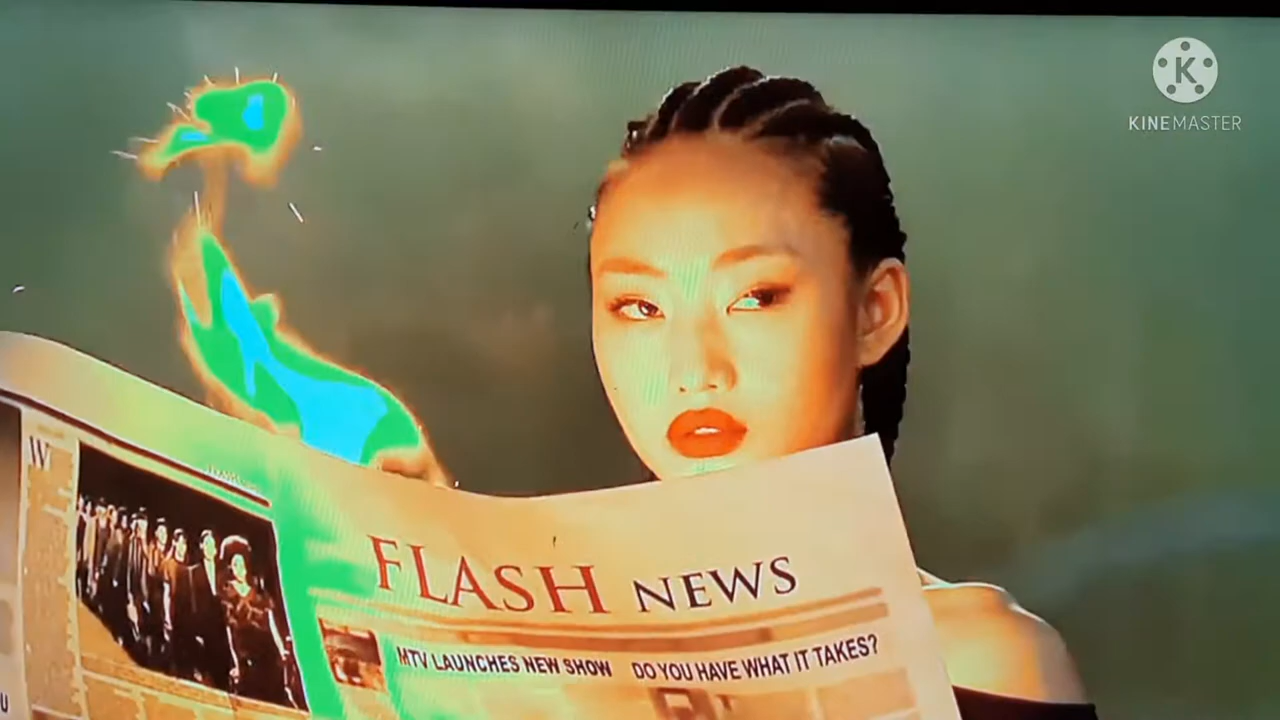 K
KINEMASTER
W
FLASH NEWS
MTV LAUNCHES NEW SHOW DO YOU HAVE WHAT IT TAKES?
U